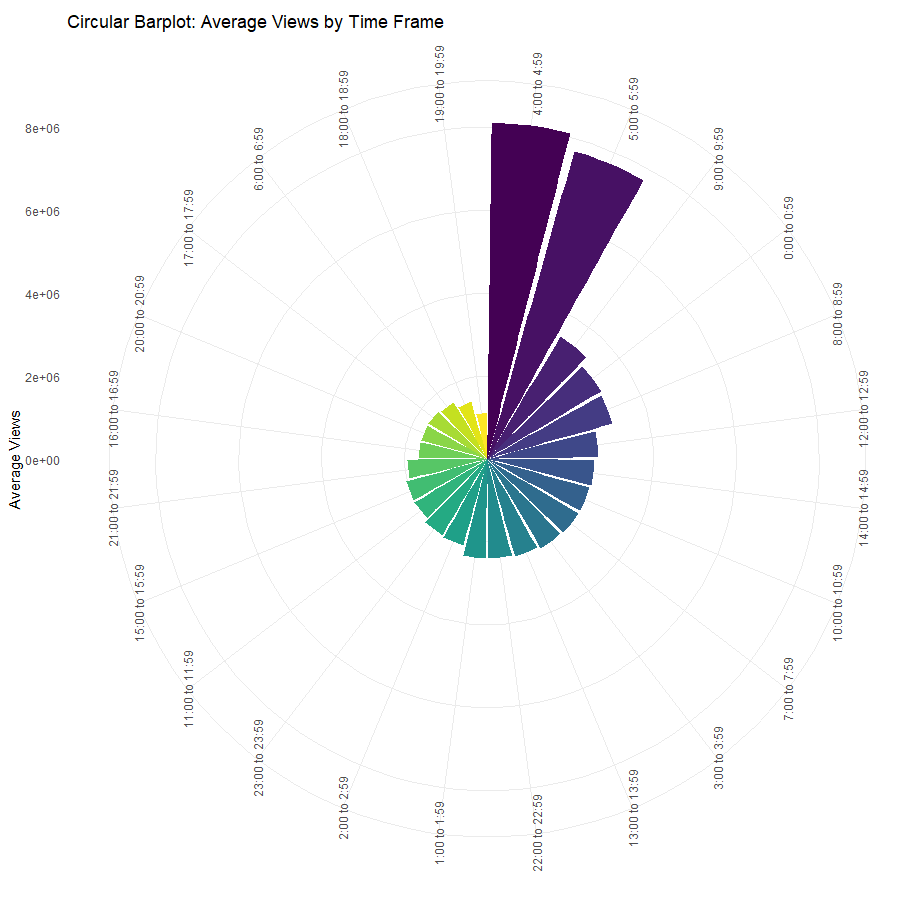 Circular Barplot: Average Views by Time Frame
Average Views
8e+06
6e+06
4e+06
2e+06
0e+00
4:00 to 4:59
5:00 to 5:59
9:00 to 9:59
0:00 to 0:59
8:00 to 8:59
12:00 to 12:59
14:00 to 14:59
10:00 to 10:59
7:00 to 7:59
3:00 to 3:59
13:00 to 13:59
22:00 to 22:59
1:00 to 1:59
2:00 to 2:59
23:00 to 23:59
11:00 to 11:59
15:00 to 15:59
21:00 to 21:59
16:00 to 16:59
20:00 to 20:59
17:00 to 17:59
6:00 to 6:59
18:00 to 18:59
19:00 to 19:59